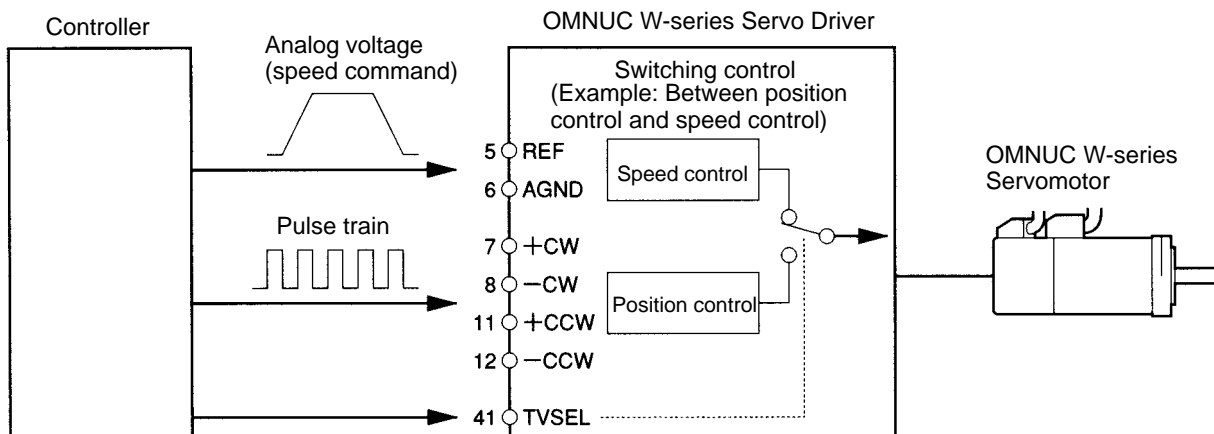 Controller
OMNUC W-series Servo Driver
Analog voltage
(speed command)
Switching control
(Example: Between position
control and speed control)
5 REF
6 AGND
Speed control
OMNUC W-series
Servomotor
Pulse train
7 +CW
8 −CW
Position control
11 +CCW
12 −CCW
41 TVSEL